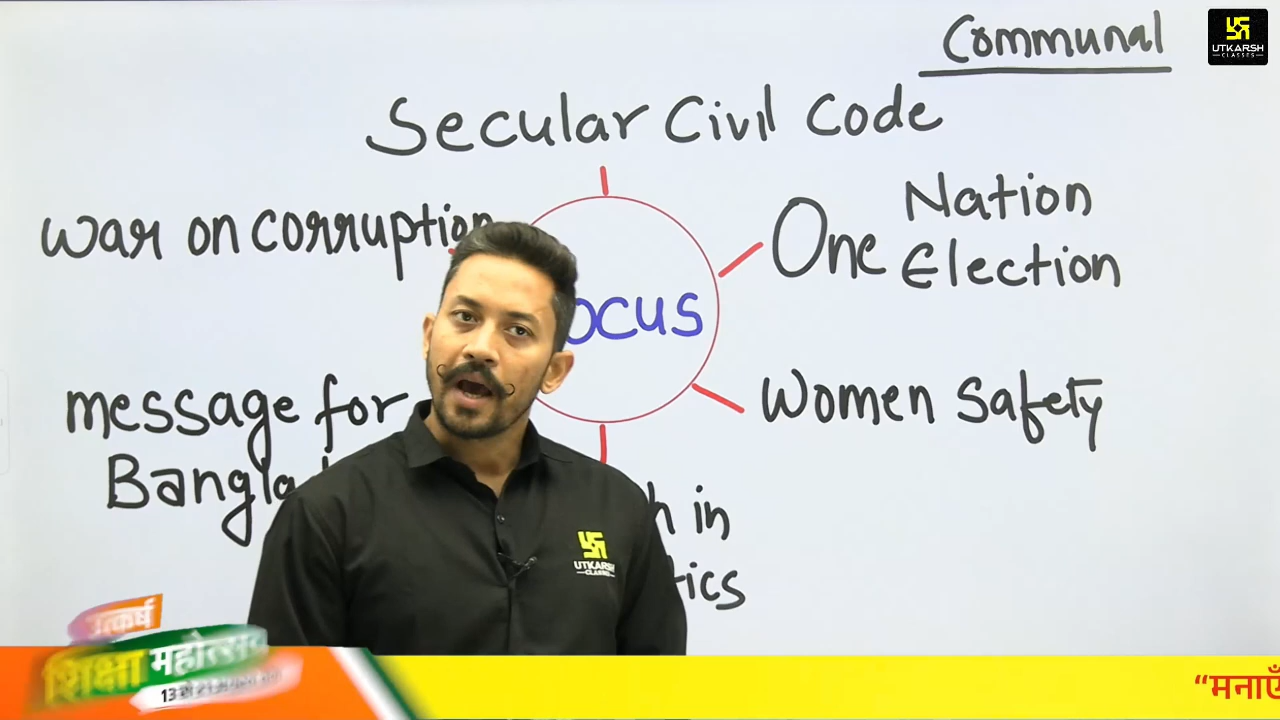 Communal
UTKARSH
CLASSES
Secular Civil Code
war on corruption
One Nation
Election
ocus
message for
Women Safety
Bangla
h in
tics
UTKARSH
CLASSES
उत्कर्ष
शिक्षा महोत्सव
13
“मनाएँ